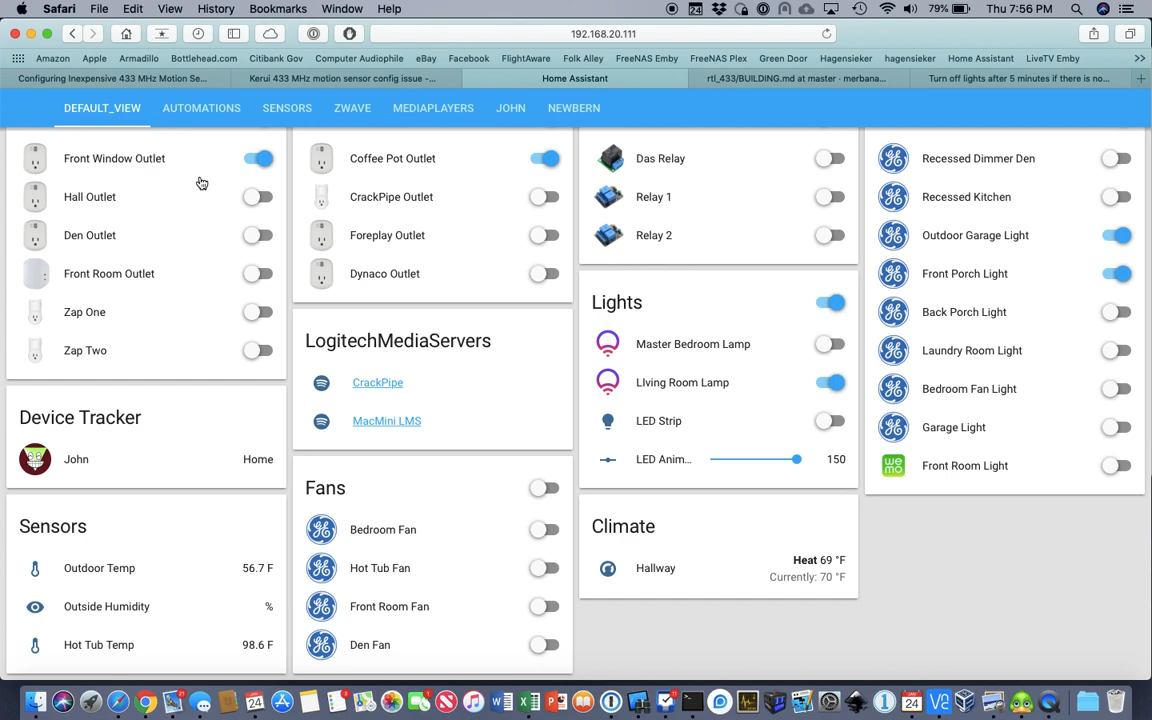 Safari File Edit View History Bookmarks Window Help
24 79% Thu 7:56 PM
192.168.20.111
Amazon Apple Armadillo Bottlehead.com Citibank Gov Computer Audiophile eBay Facebook FlightAware Folk Alley FreeNAS Emby FreeNAS Plex Green Door Hagensieker hagensieker Home Assistant LiveTV Emby
Configuring Inexpensive 433 MHz Motion Se...
Kerui 433 motion sensor config issue -...
Home Assistant
rtl_433/BUILDING.md at master · merbana...
Turn off lights after 5 minutes if there is no...
DEFAULT_VIEW AUTOMATIONS SENSORS ZWAVE MEDIAPLAYERS JOHN NEWBERN
Front Window Outlet
Hall Outlet
Den Outlet
Front Room Outlet
Zap One
Zap Two
Device Tracker
John Home
Sensors
Outdoor Temp 56.7 F
Outside Humidity %
Hot Tub Temp 98.6 F
Coffee Pot Outlet
CrackPipe Outlet
Foreplay Outlet
Dynaco Outlet
LogitechMediaServers
CrackPipe
MacMini LMS
Fans
Bedroom Fan
Hot Tub Fan
Front Room Fan
Den Fan
Das Relay
Relay 1
Relay 2
Lights
Master Bedroom Lamp
LIving Room Lamp
LED Strip
LED Anim... 150
Climate
Hallway Heat 69 °F
Currently: 70 °F
Recessed Dimmer Den
Recessed Kitchen
Outdoor Garage Light
Front Porch Light
Back Porch Light
Laundry Room Light
Bedroom Fan Light
Garage Light
we mo Front Room Light